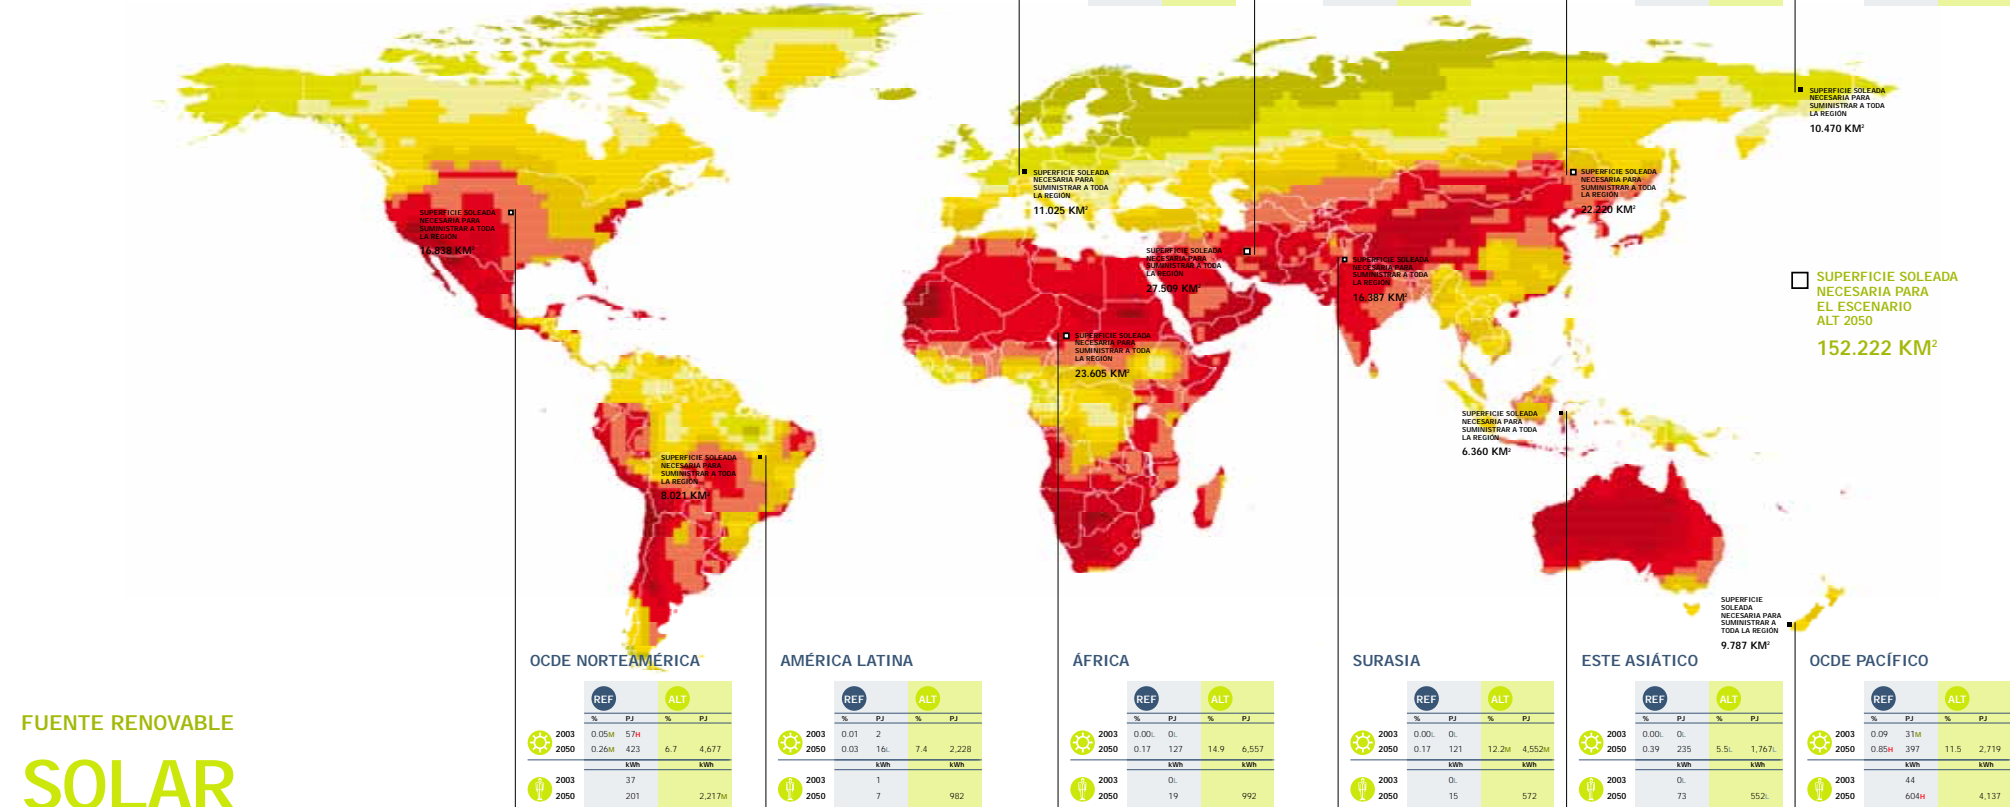 SUPERFICIE SOLEADA
NECESARIA PARA
SUMINISTRAR A TODA
LA REGIÓN
10.470 KM²
SUPERFICIE SOLEADA
NECESARIA PARA
SUMINISTRAR A TODA
LA REGIÓN
11.025 KM²
SUPERFICIE SOLEADA
NECESARIA PARA
SUMINISTRAR A TODA
LA REGIÓN
22.220 KM²
SUPERFICIE SOLEADA
NECESARIA PARA
SUMINISTRAR A TODA
LA REGIÓN
16.838 KM²
SUPERFICIE SOLEADA
NECESARIA PARA
SUMINISTRAR A TODA
LA REGIÓN
27.509 KM²
SUPERFICIE SOLEADA
NECESARIA PARA
SUMINISTRAR A TODA
LA REGIÓN
16.387 KM²
SUPERFICIE SOLEADA
NECESARIA PARA
EL ESCENARIO
ALT 2050
152.222 KM²
SUPERFICIE SOLEADA
NECESARIA PARA
SUMINISTRAR A TODA
LA REGIÓN
23.605 KM²
SUPERFICIE SOLEADA
NECESARIA PARA
SUMINISTRAR A TODA
LA REGIÓN
6.360 KM²
SUPERFICIE SOLEADA
NECESARIA PARA
SUMINISTRAR A TODA
LA REGIÓN
8.021 KM²
SUPERFICIE
SOLEADA
NECESARIA PARA
SUMINISTRAR A
TODA LA REGIÓN
9.787 KM²
FUENTE RENOVABLE
SOLAR
OCDE NORTEAMÉRICA
REF ALT
% PJ % PJ
2003 0.05M 57H
2050 0.26M 423 6.7 4,677
kWh kWh
2003 37
2050 201 2,217M
AMÉRICA LATINA
REF ALT
% PJ % PJ
2003 0.01 2
2050 0.03 16L 7.4 2,228
kWh kWh
2003 1
2050 7 982
ÁFRICA
REF ALT
% PJ % PJ
2003 0.00L 0L
2050 0.17 127 14.9 6,557
kWh kWh
2003 0L
2050 19 992
SURASIA
REF ALT
% PJ % PJ
2003 0.00L 0L
2050 0.17 121 12.2M 4,552M
kWh kWh
2003 0L
2050 15 572
ESTE ASIÁTICO
REF ALT
% PJ % PJ
2003 0.00L 0L
2050 0.39 235 5.5L 1,767L
kWh kWh
2003 0L
2050 73 552L
OCDE PACÍFICO
REF ALT
% PJ % PJ
2003 0.09 31M
2050 0.85H 397 11.5 2,719
kWh kWh
2003 44
2050 604H 4,137